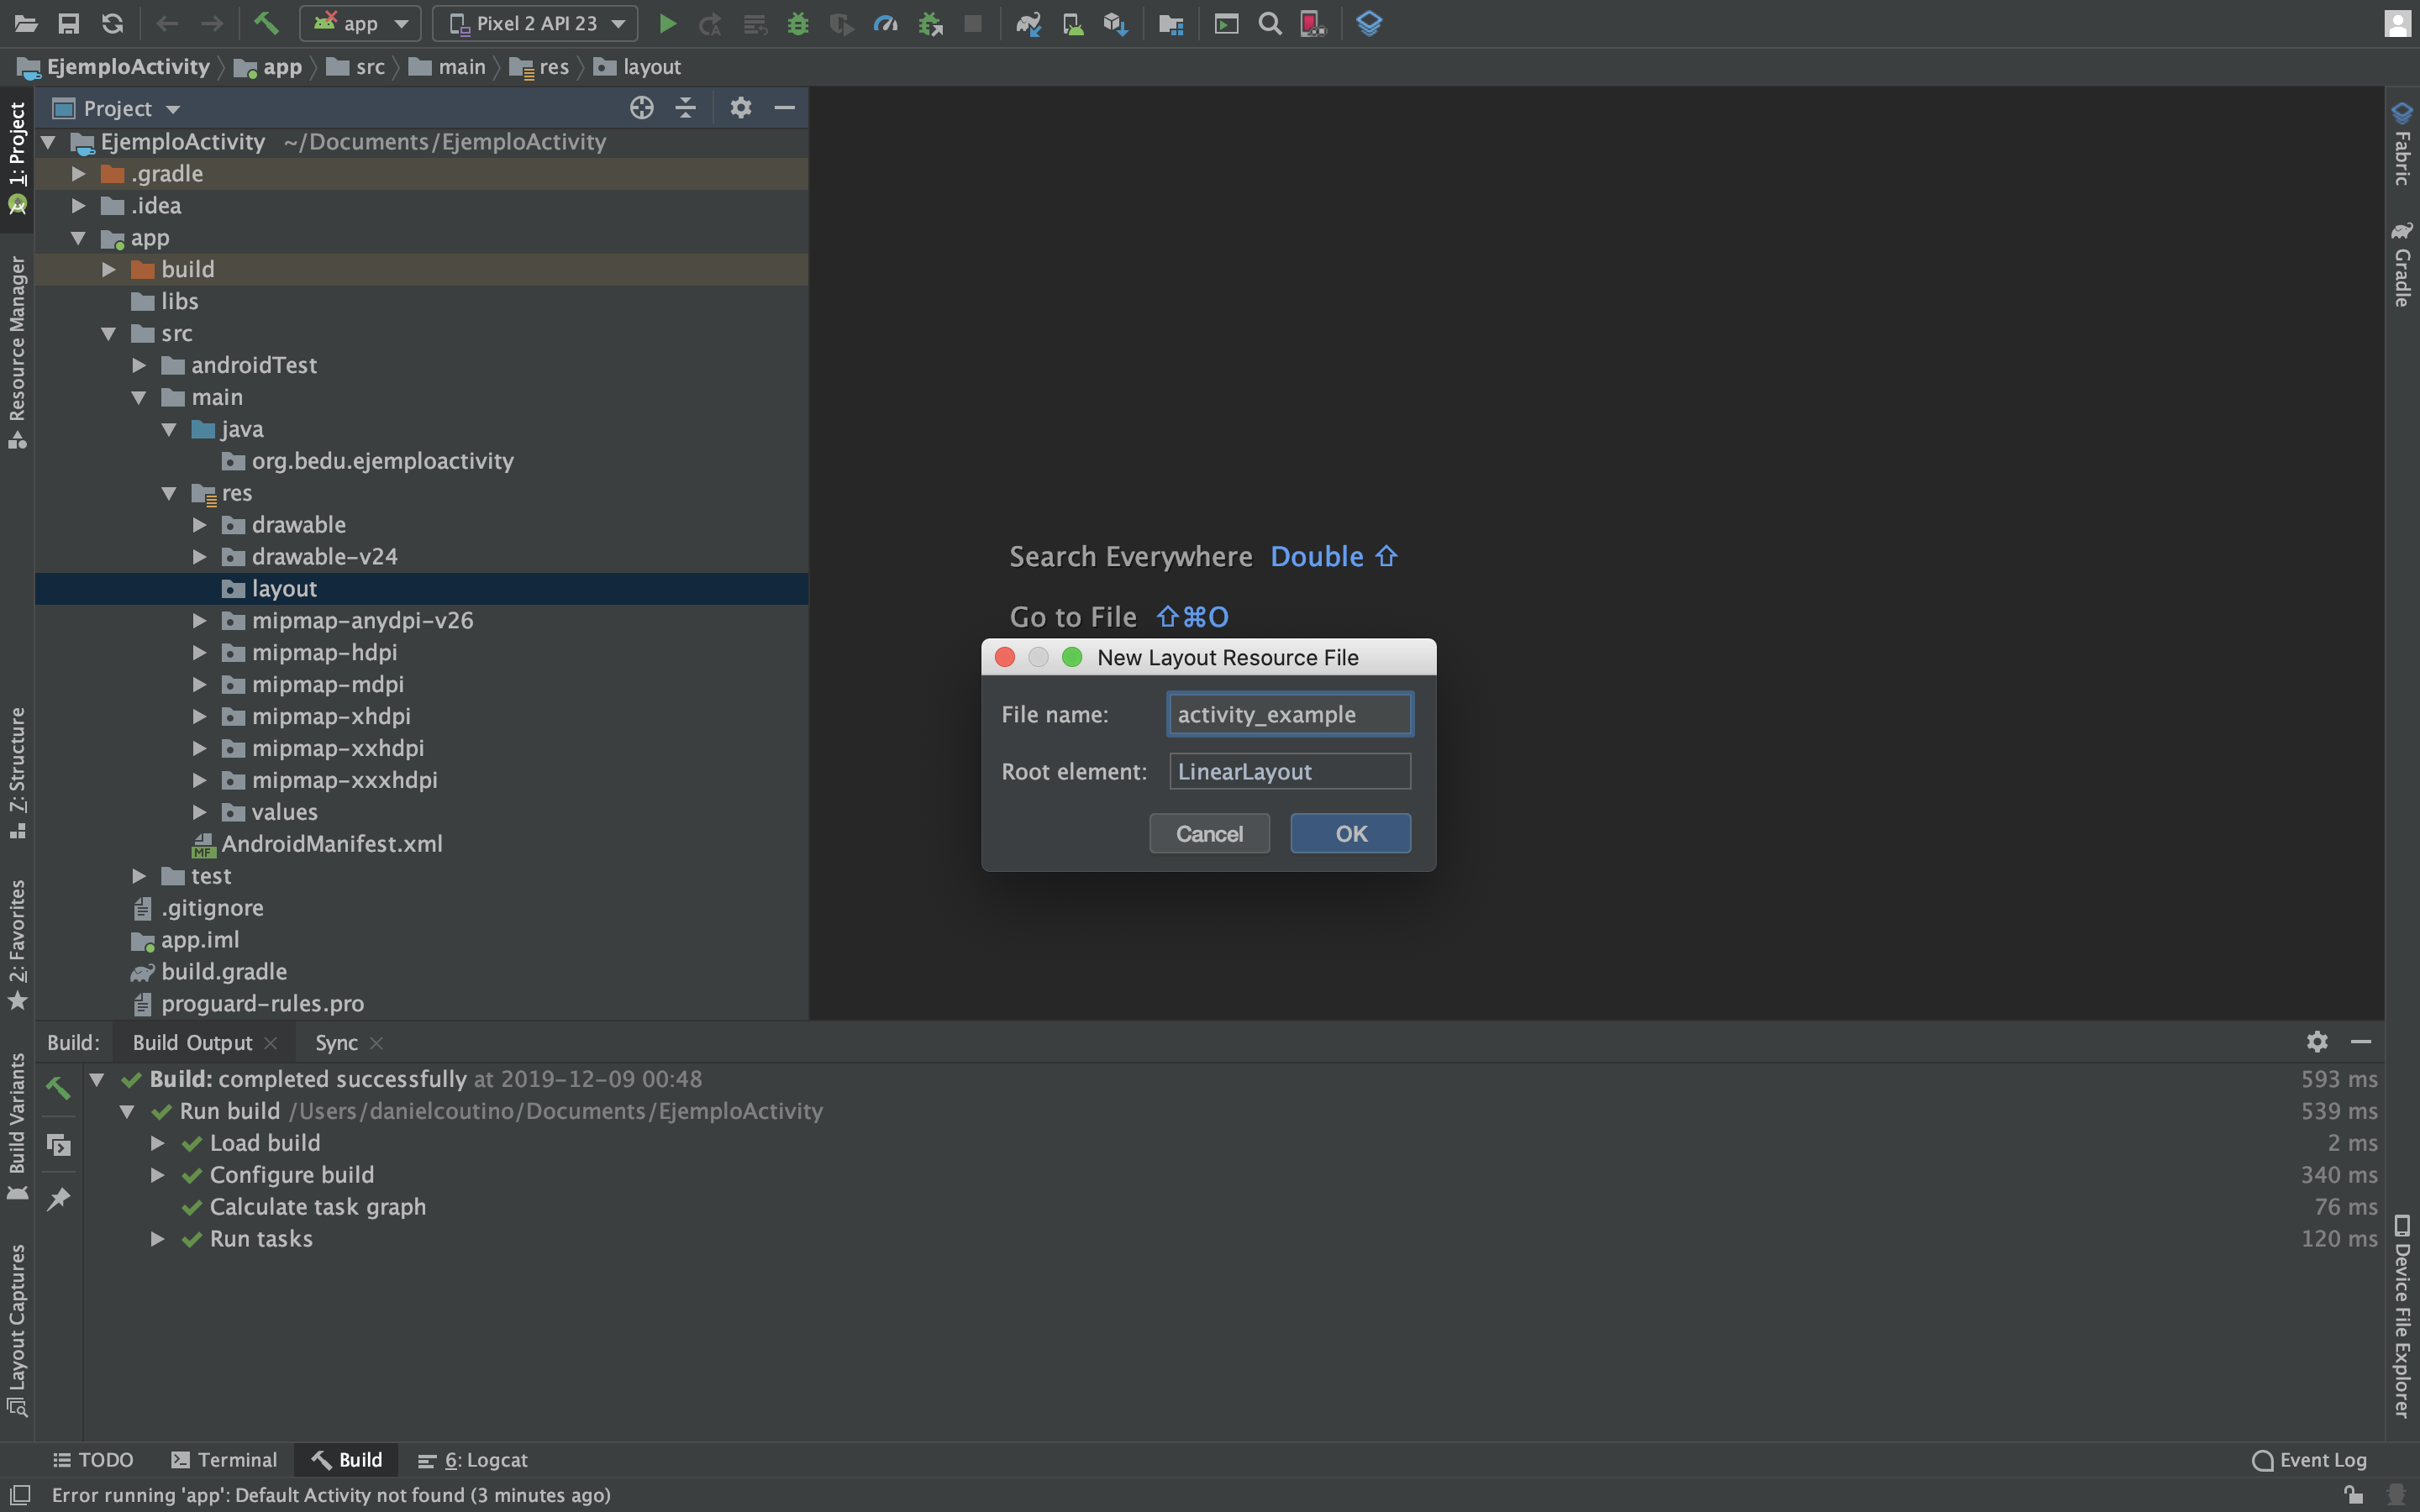 app
Pixel 2 API 23
EjemploActivity
app
src
main
res
layout
Project
EjemploActivity ~/Documents/EjemploActivity
.gradle
.idea
app
build
libs
src
androidTest
main
java
org.bedu.ejemploactivity
res
drawable
drawable-v24
layout
mipmap-anydpi-v26
mipmap-hdpi
mipmap-mdpi
mipmap-xhdpi
mipmap-xxhdpi
mipmap-xxxhdpi
values
MF AndroidManifest.xml
test
.gitignore
app.iml
build.gradle
proguard-rules.pro
1: Project
Resource Manager
7: Structure
2: Favorites
Build Variants
Layout Captures
Search Everywhere Double ⇧
Go to File ⇧⌘O
New Layout Resource File
File name: activity_example
Root element: LinearLayout
Cancel OK
Fabric
Gradle
Device File Explorer
Build: Build Output Sync
Build: completed successfully at 2019-12-09 00:48 593 ms
Run build /Users/danielcoutino/Documents/EjemploActivity 539 ms
Load build 2 ms
Configure build 340 ms
Calculate task graph 76 ms
Run tasks 120 ms
TODO Terminal Build 6: Logcat Event Log
Error running 'app': Default Activity not found (3 minutes ago)